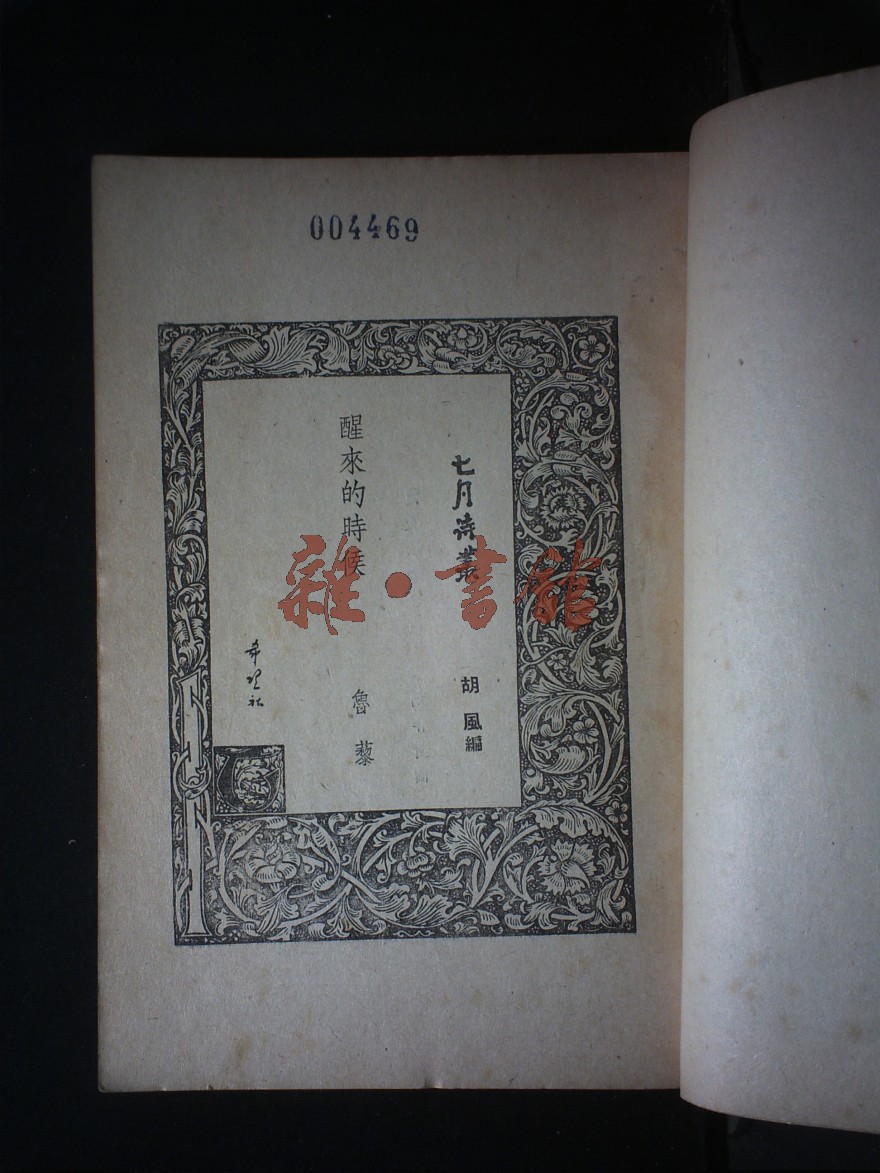 004469
七月詩叢
胡風編
醒來的時候
魯藜
希望社
雜·書館